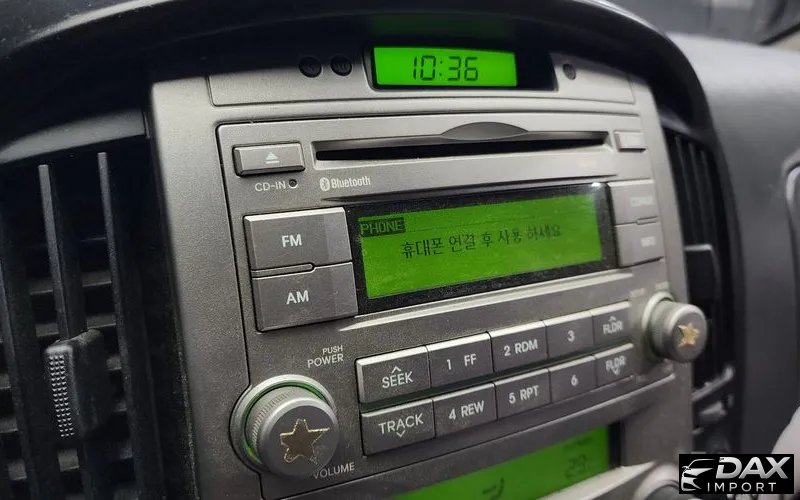 10:36
CD-IN
Bluetooth
PHONE
휴대폰 연결 후 사용 하세요
FM
AM
PUSH
POWER
SEEK
1 FF
2 RDM
3
FLDR
TRACK
4 REW
5 RPT
6
FLDR
VOLUME
DAX
IMPORT